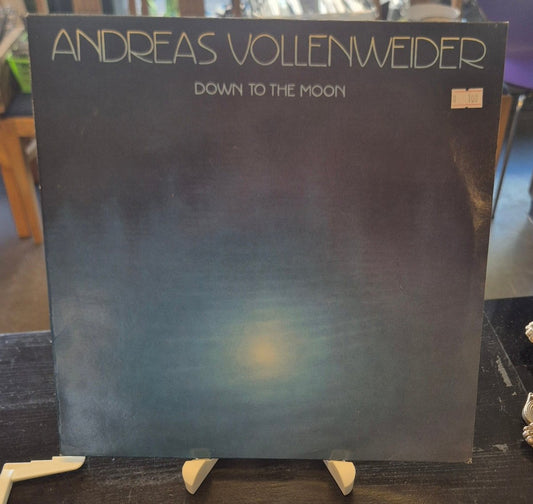 ANDREAS VOLLENWEIDER
DOWN TO THE MOON